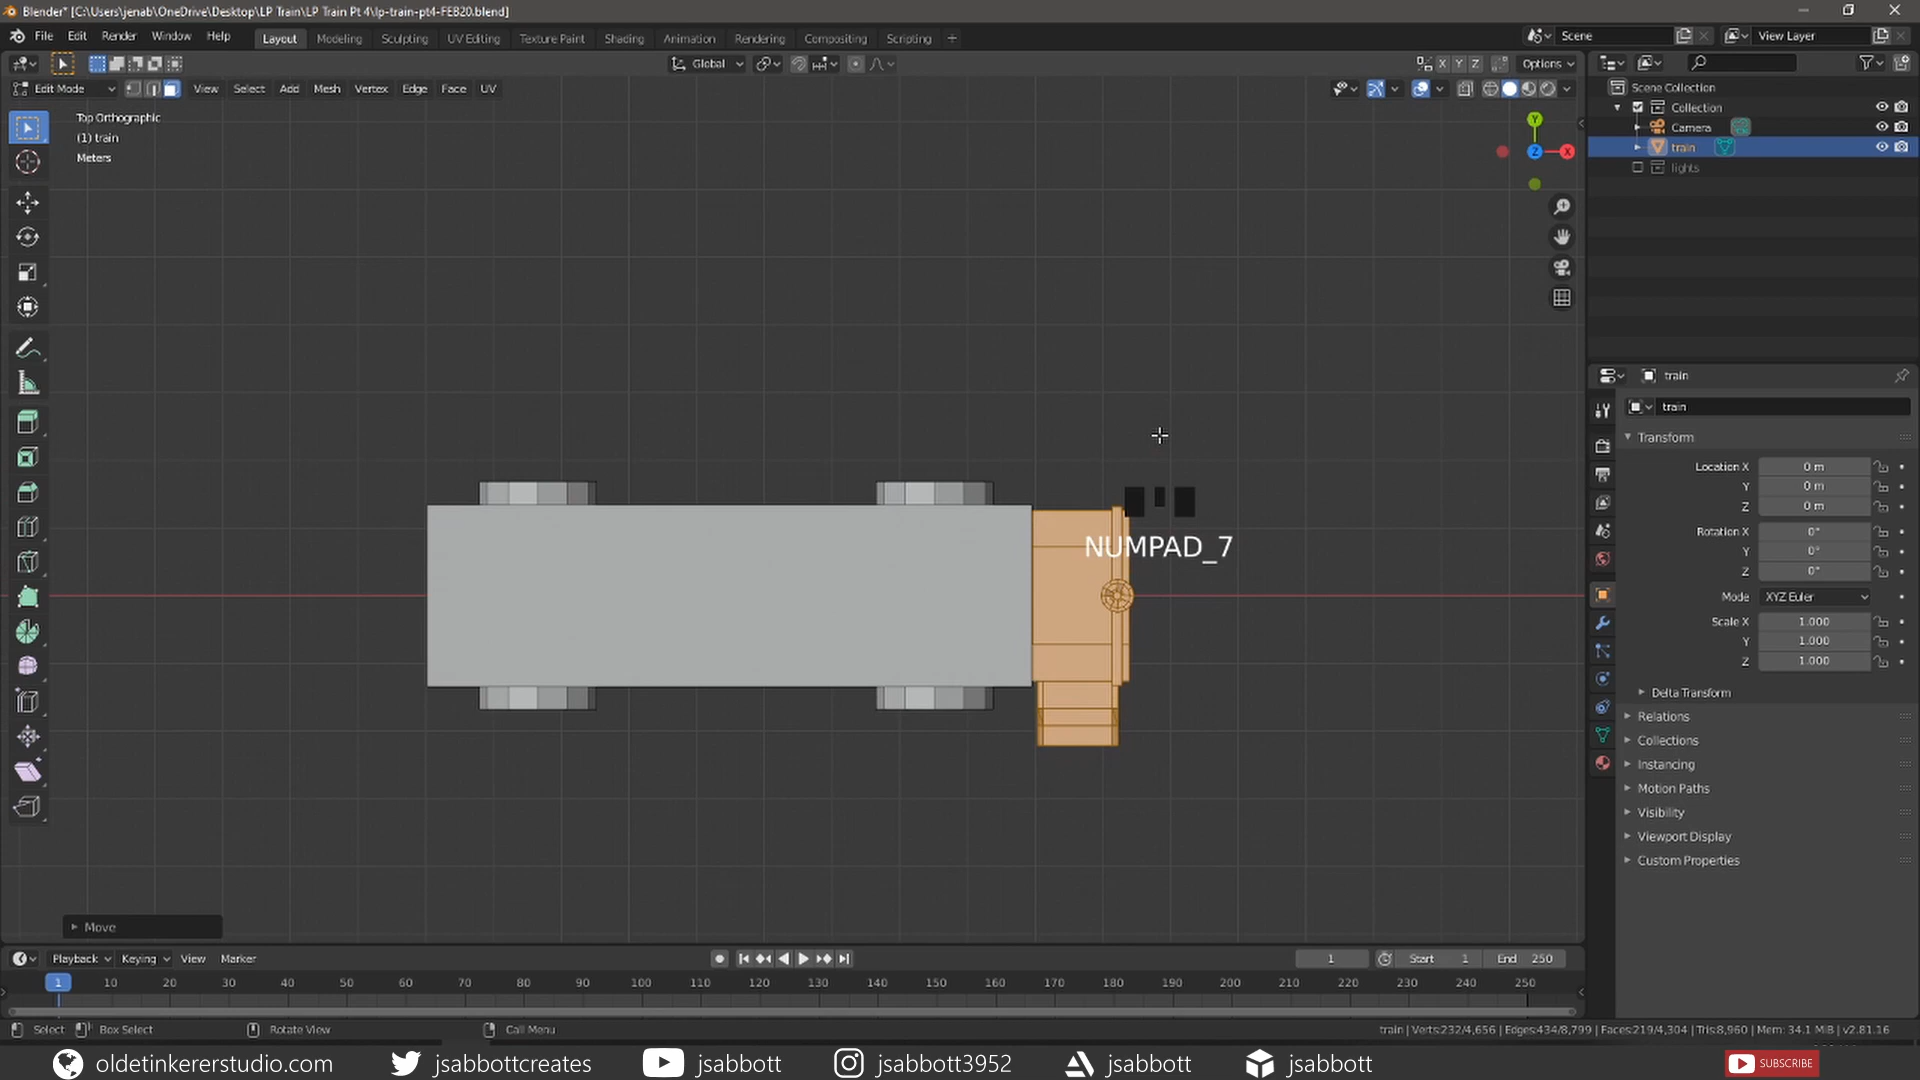 Blender* [C:\Users\jenab\OneDrive\Desktop\LP Train\LP Train Pt 4\lp-train-pt4-FEB20.blend]
File Edit Render Window Help Layout Modeling Sculpting UV Editing Texture Paint Shading Animation Rendering Compositing Scripting + Scene View Layer
Global X Y Z Options
Edit Mode View Select Add Mesh Vertex Edge Face UV
Top Orthographic
(1) train
Meters
Y
Z X
NUMPAD_7
Move
Scene Collection
Collection
Camera
train
lights
train
train
Transform
Location X 0 m
Y 0 m
Z 0 m
Rotation X 0°
Y 0°
Z 0°
Mode XYZ Euler
Scale X 1.000
Y 1.000
Z 1.000
Delta Transform
Relations
Collections
Instancing
Motion Paths
Visibility
Viewport Display
Custom Properties
Playback Keying View Marker 1 Start 1 End 250
1 10 20 30 40 50 60 70 80 90 100 110 120 130 140 150 160 170 180 190 200 210 220 230 240 250
Select Box Select Rotate View Call Menu train | Verts:232/4,656 | Edges:434/8,799 | Faces:219/4,304 | Tris:8,960 | Mem: 34.1 MiB | v2.81.16
oldetinkererstudio.com jsabbottcreates jsabbott jsabbott3952 jsabbott jsabbott SUBSCRIBE